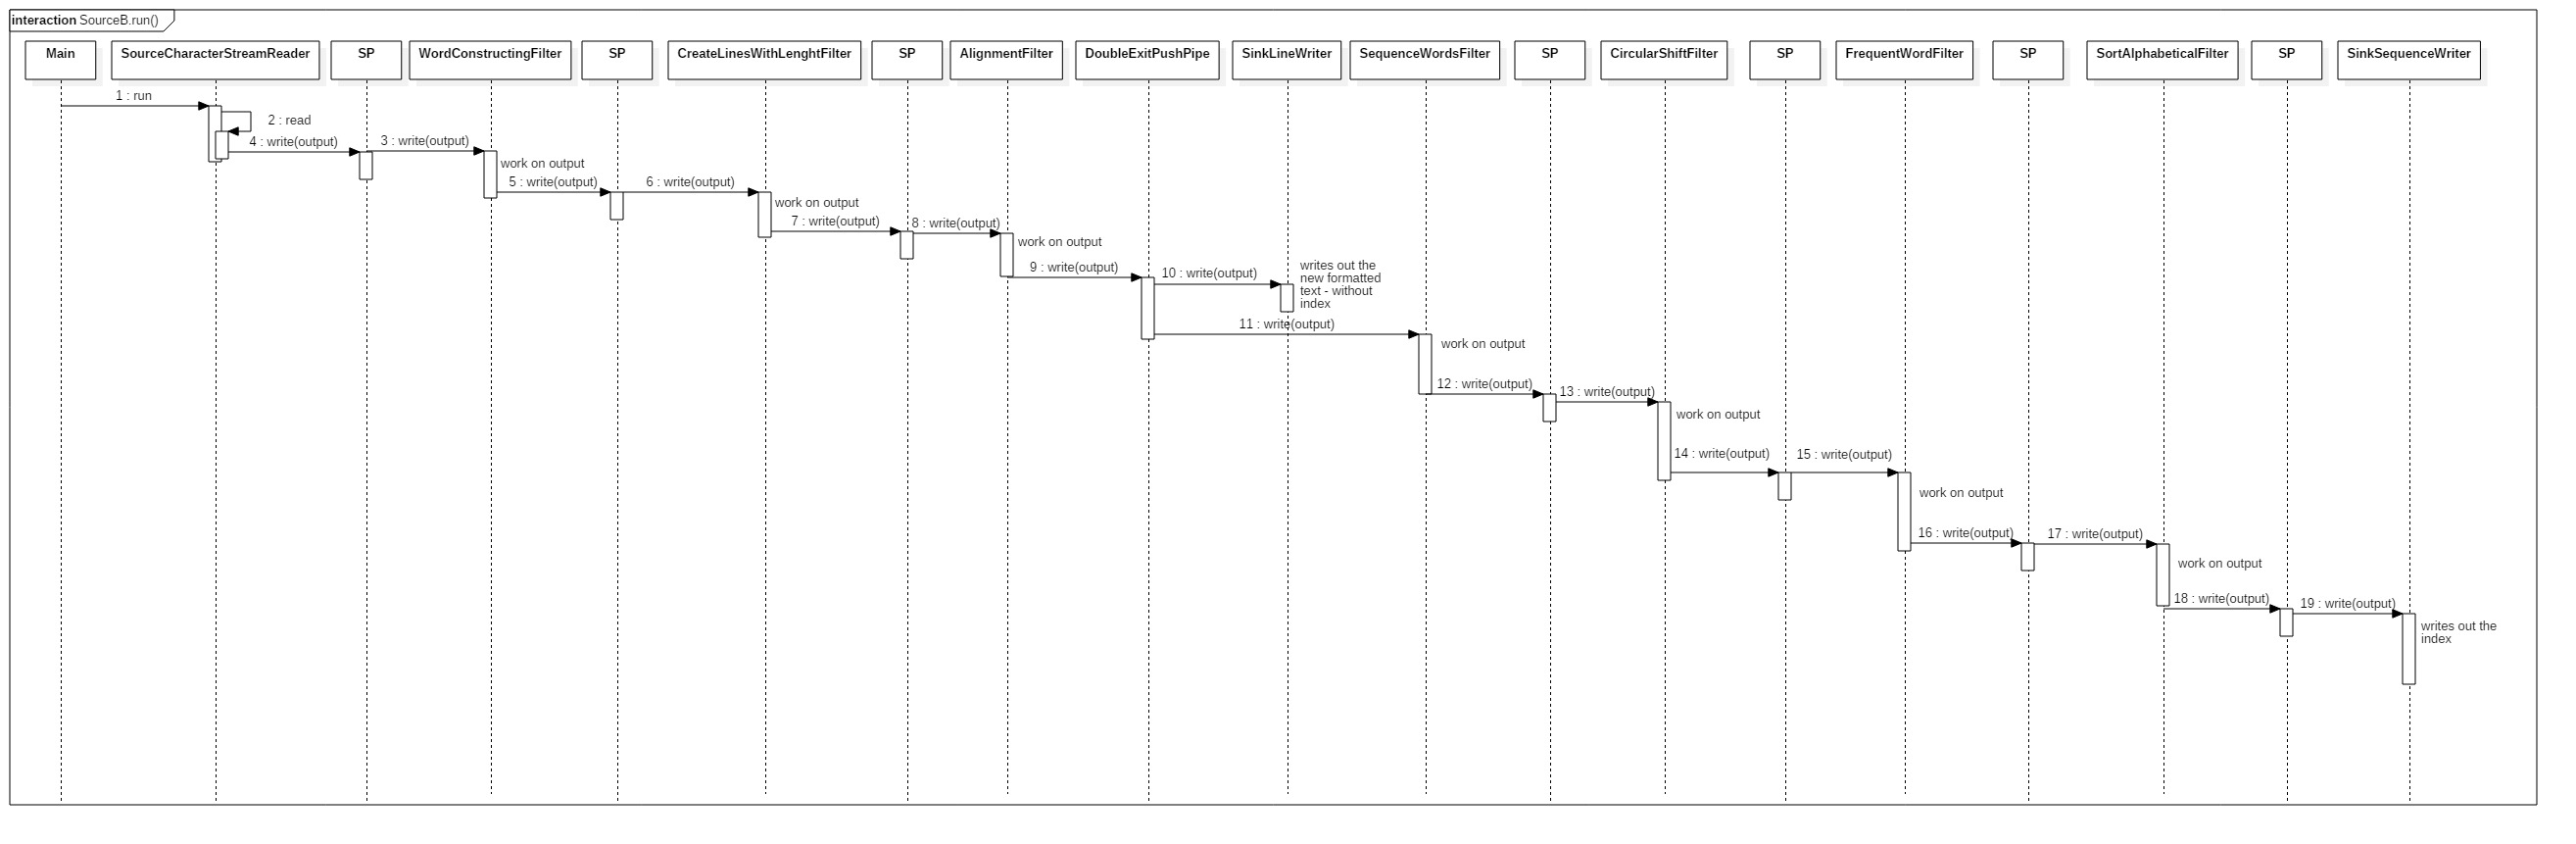 interaction SourceB.run()
Main
SourceCharacterStreamReader
SP
WordConstructingFilter
SP
CreateLinesWithLenghtFilter
SP
AlignmentFilter
DoubleExitPushPipe
SinkLineWriter
SequenceWordsFilter
SP
CircularShiftFilter
SP
FrequentWordFilter
SP
SortAlphabeticalFilter
SP
SinkSequenceWriter
1 : run
2 : read
4 : write(output)
3 : write(output)
work on output
5 : write(output)
6 : write(output)
work on output
7 : write(output)
8 : write(output)
work on output
9 : write(output)
10 : write(output)
writes out the
new formatted
text - without
index
11 : write(output)
work on output
12 : write(output)
13 : write(output)
work on output
14 : write(output)
15 : write(output)
work on output
16 : write(output)
17 : write(output)
work on output
18 : write(output)
19 : write(output)
writes out the
index